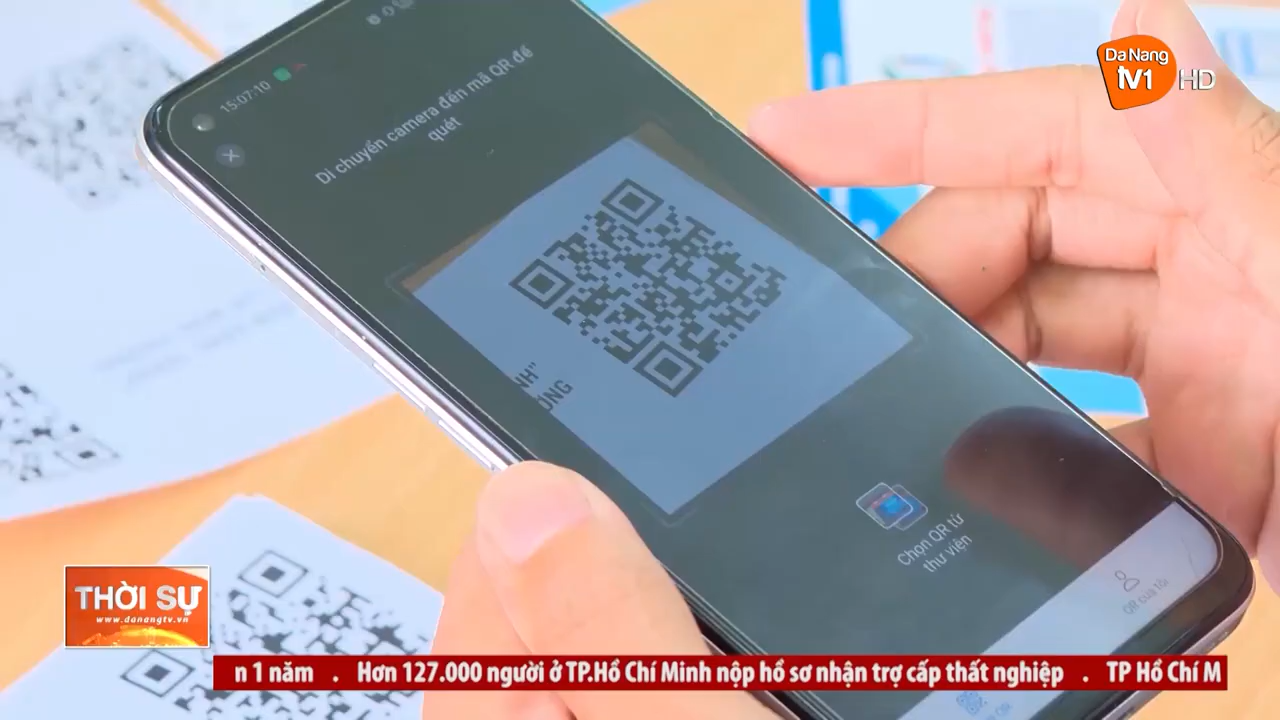 Da Nang
TV1 HD
15:07:10
Di chuyển camera đến mã QR để
quét
NH"
Chọn QR từ
thư viện
QR của tôi
THỜI SỰ
www.danangtv.vn
n 1 năm . Hơn 127.000 người ở TP.Hồ Chí Minh nộp hồ sơ nhận trợ cấp thất nghiệp . TP Hồ Chí M